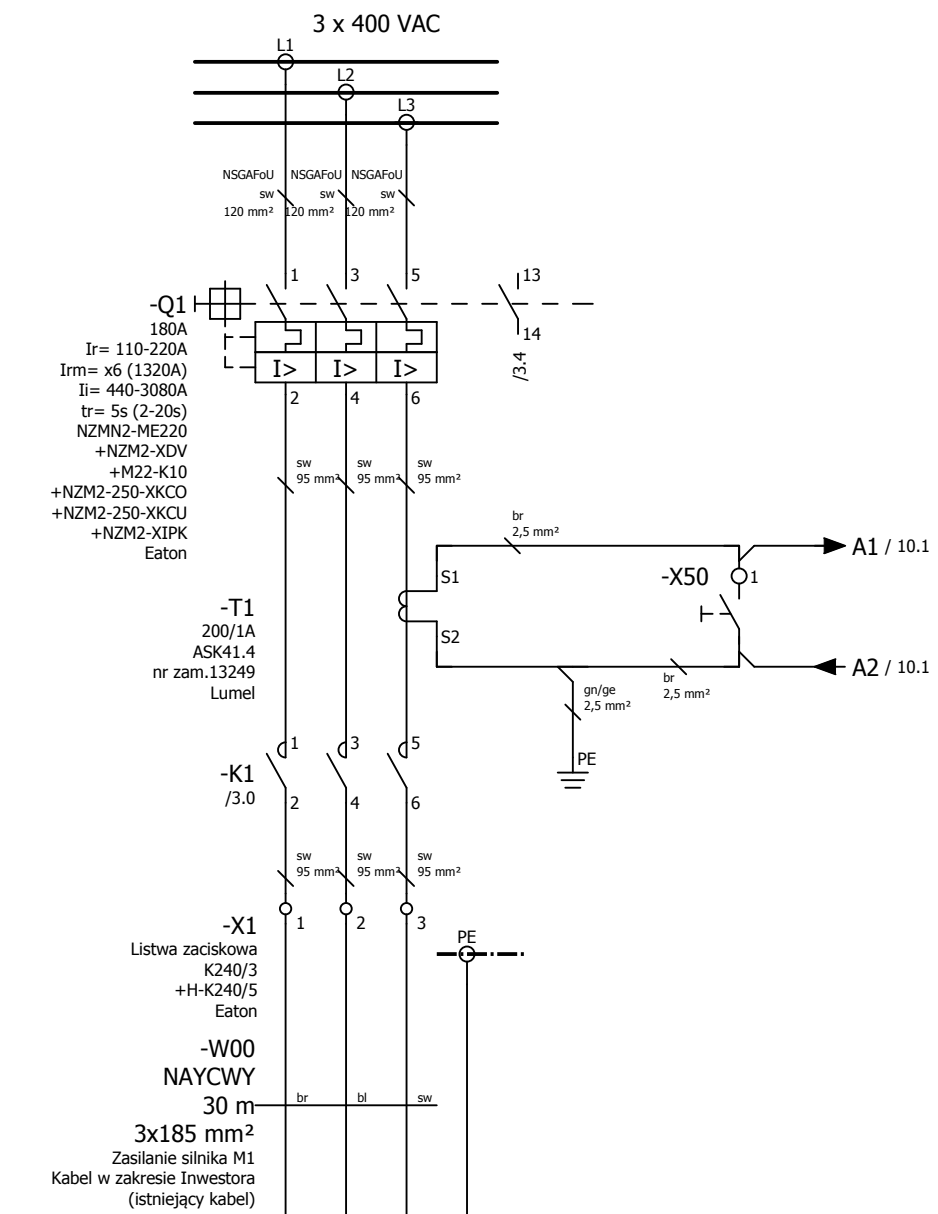 3 x 400 VAC
L1
L2
L3
NSGAFoU NSGAFoU NSGAFoU
sw sw sw
120 mm² 120 mm² 120 mm²
1 3 5 13
-Q1
14
/3.4
180A
Ir= 110-220A
Irm= x6 (1320A)
I> I> I>
Ii= 440-3080A
2 4 6
tr= 5s (2-20s)
NZMN2-ME220
+NZM2-XDV
+M22-K10
+NZM2-250-XKCO
+NZM2-250-XKCU
+NZM2-XIPK
Eaton
sw sw sw
95 mm² 95 mm² 95 mm²
br
2,5 mm²
A1 / 10.1
S1
-X50
1
S2
-T1
200/1A
ASK41.4
nr zam.13249
Lumel
A2 / 10.1
br
2,5 mm²
gn/ge
2,5 mm²
PE
1 3 5
-K1
/3.0
2 4 6
sw sw sw
95 mm² 95 mm² 95 mm²
-X1
1 2 3
PE
Listwa zaciskowa
K240/3
+H-K240/5
Eaton
-W00
NAYCWY
30 m
br bl sw
3x185 mm²
Zasilanie silnika M1
Kabel w zakresie Inwestora
(istniejący kabel)